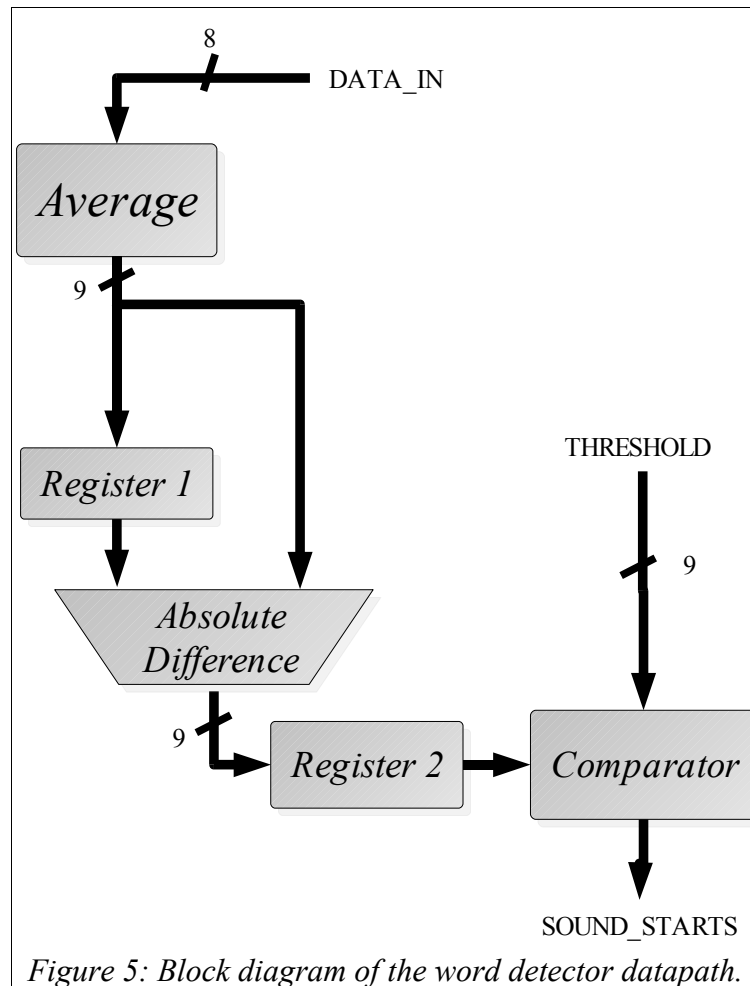 8
DATA_IN
Average
9
THRESHOLD
Register 1
9
Absolute
Difference
9
Register 2
Comparator
SOUND_STARTS
Figure 5: Block diagram of the word detector datapath.